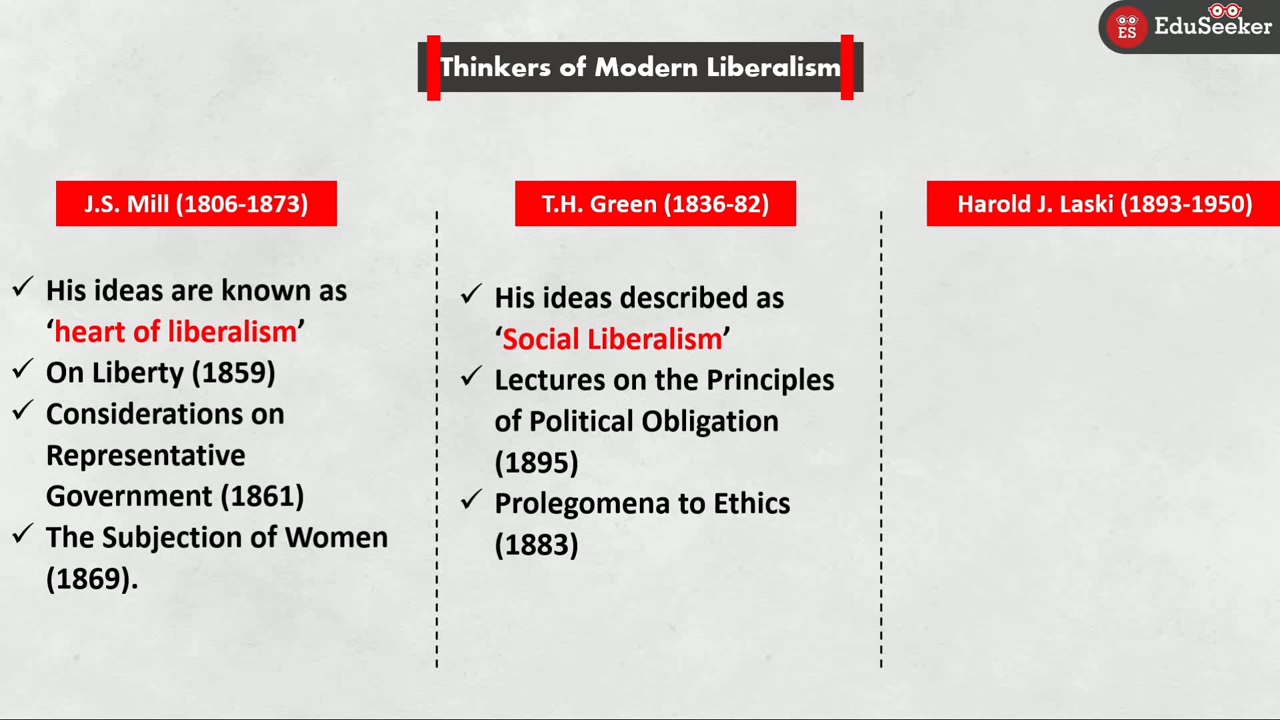 ES
EduSeeker
Thinkers of Modern Liberalism
J.S. Mill (1806-1873)
✓ His ideas are known as
‘heart of liberalism’
✓ On Liberty (1859)
✓ Considerations on
Representative
Government (1861)
✓ The Subjection of Women
(1869).
T.H. Green (1836-82)
✓ His ideas described as
‘Social Liberalism’
✓ Lectures on the Principles
of Political Obligation
(1895)
✓ Prolegomena to Ethics
(1883)
Harold J. Laski (1893-1950)